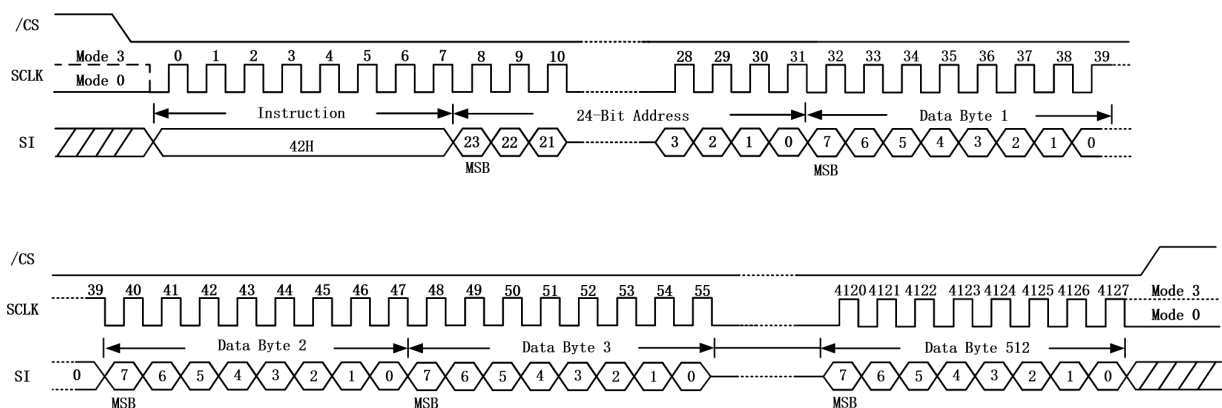 /CS
Mode 3 0 1 2 3 4 5 6 7 8 9 10 28 29 30 31 32 33 34 35 36 37 38 39
SCLK
Mode 0
Instruction 24-Bit Address Data Byte 1
SI 42H 23 22 21 3 2 1 0 7 6 5 4 3 2 1 0
MSB MSB
/CS
39 40 41 42 43 44 45 46 47 48 49 50 51 52 53 54 55 4120 4121 4122 4123 4124 4125 4126 4127 Mode 3
SCLK Mode 0
Data Byte 2 Data Byte 3 Data Byte 512
SI 0 7 6 5 4 3 2 1 0 7 6 5 4 3 2 1 0 7 6 5 4 3 2 1 0
MSB MSB MSB